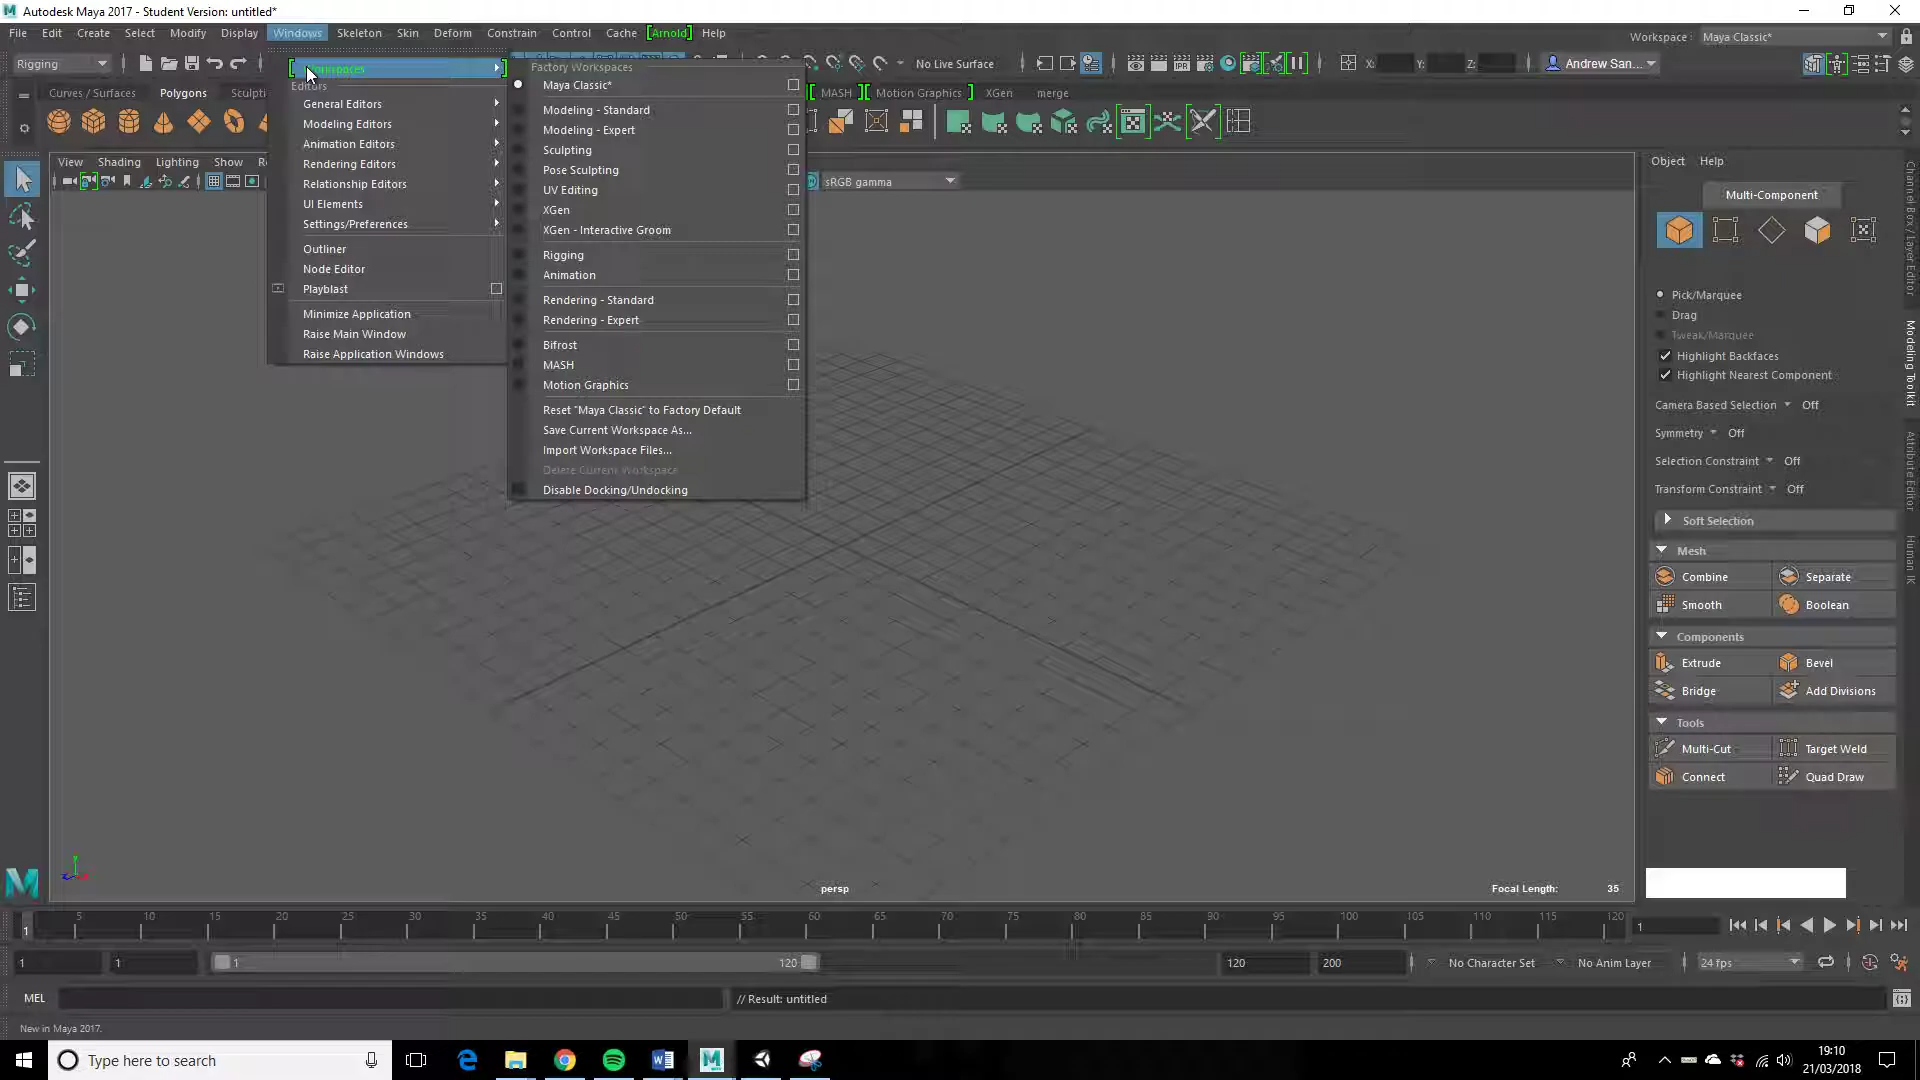 Autodesk Maya 2017 - Student Version: untitled*
File Edit Create Select Modify Display Windows Skeleton Skin Deform Constrain Control Cache [Arnold] Help
Workspace : Maya Classic*
Rigging
No Live Surface
X: Y: Z:
Andrew San...
Curves / Surfaces Polygons Sculpti
MASH Motion Graphics XGen merge
View Shading Lighting Show
sRGB gamma
Editors
General Editors
Modeling Editors
Animation Editors
Rendering Editors
Relationship Editors
UI Elements
Settings/Preferences
Outliner
Node Editor
Playblast
Minimize Application
Raise Main Window
Raise Application Windows
Factory Workspaces
Maya Classic*
Modeling - Standard
Modeling - Expert
Sculpting
Pose Sculpting
UV Editing
XGen
XGen - Interactive Groom
Rigging
Animation
Rendering - Standard
Rendering - Expert
Bifrost
MASH
Motion Graphics
Reset "Maya Classic" to Factory Default
Save Current Workspace As...
Import Workspace Files...
Delete Current Workspace
Disable Docking/Undocking
Object Help
Multi-Component
Pick/Marquee
Drag
Tweak/Marquee
Highlight Backfaces
Highlight Nearest Component
Camera Based Selection Off
Symmetry Off
Selection Constraint Off
Transform Constraint Off
Soft Selection
Mesh
Combine Separate
Smooth Boolean
Components
Extrude Bevel
Bridge Add Divisions
Tools
Multi-Cut Target Weld
Connect Quad Draw
Channel Box / Layer Editor
Modeling Toolkit
Attribute Editor
Human IK
persp
Focal Length: 35
5 10 15 20 25 30 35 40 45 50 55 60 65 70 75 80 85 90 95 100 105 110 115 120
1
1
1 1 1 120 120 200 No Character Set No Anim Layer 24 fps
MEL // Result: untitled
New in Maya 2017.
Type here to search
19:10
21/03/2018